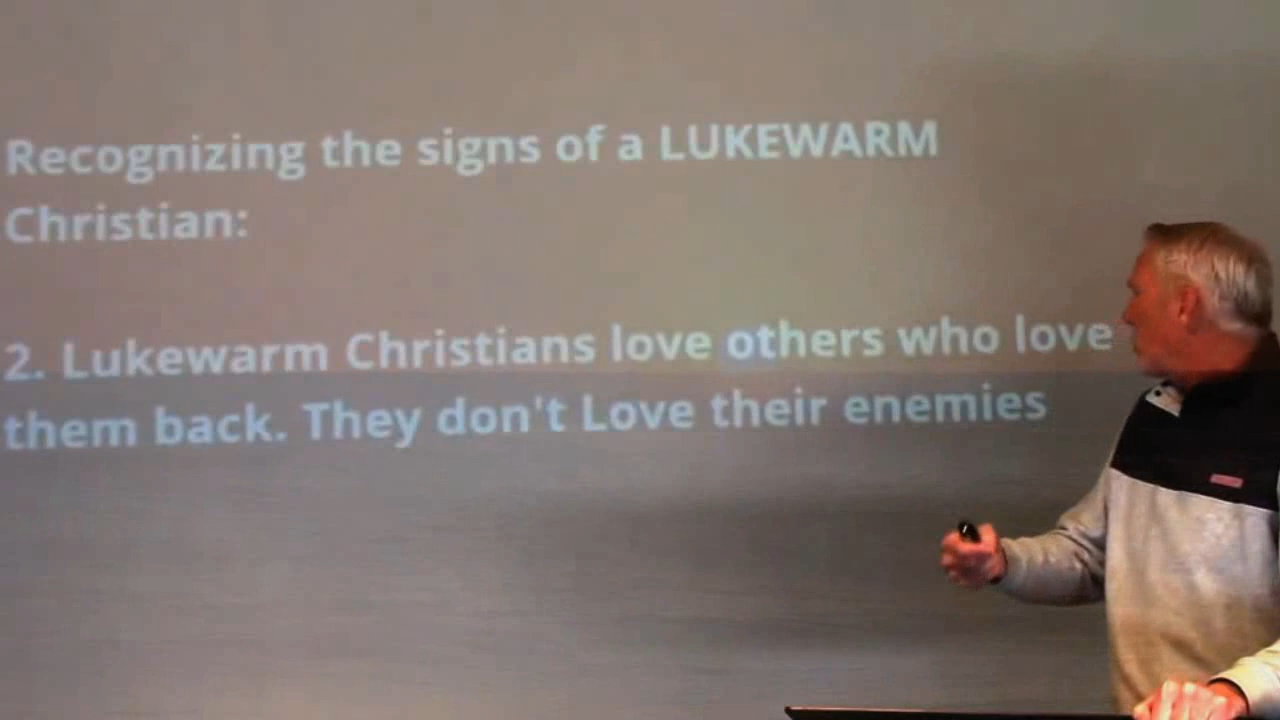 Recognizing the signs of a LUKEWARM
Christian:
2. Lukewarm Christians love others who love
them back. They don't Love their enemies